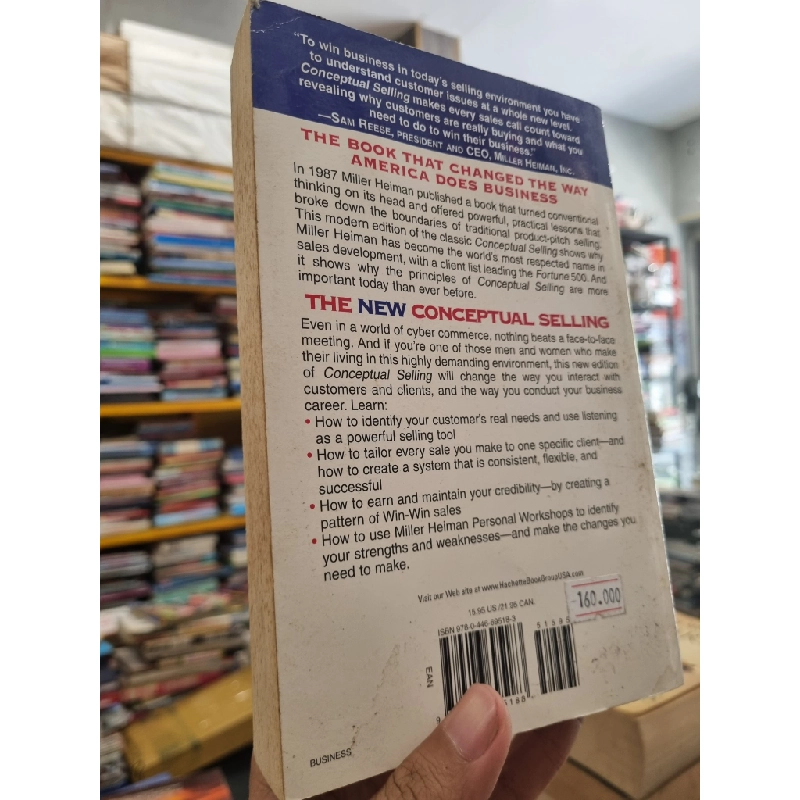 "To win business in today's selling environment you have
to understand customer issues at a whole new level.
Conceptual Selling makes every sales call count toward
revealing why customers are really buying and what you
need to do to win their business."
—SAM REESE, PRESIDENT AND CEO, MILLER HEIMAN, INC.
THE BOOK THAT CHANGED THE WAY
AMERICA DOES BUSINESS
In 1987 Miller Heiman published a book that turned conventional
thinking on its head and offered powerful, practical lessons that
broke down the boundaries of traditional product-pitch selling.
This modern edition of the classic Conceptual Selling shows why
Miller Heiman has become the world's most respected name in
sales development, with a client list leading the Fortune 500. And
it shows why the principles of Conceptual Selling are more
important today than ever before.
THE NEW CONCEPTUAL SELLING
Even in a world of cyber commerce, nothing beats a face-to-face
meeting. And if you're one of those men and women who make
their living in this highly demanding environment, this new edition
of Conceptual Selling will change the way you interact with
customers and clients, and the way you conduct your business
career. Learn:
• How to identify your customer's real needs and use listening
as a powerful selling tool
• How to tailor every sale you make to one specific client—and
how to create a system that is consistent, flexible, and
successful
• How to earn and maintain your credibility—by creating a
pattern of Win-Win sales
• How to use Miller Heiman Personal Workshops to identify
your strengths and weaknesses—and make the changes you
need to make.
Visit our Web site at www.HachetteBookGroupUSA.com
15.95 US /21.95 CAN.
160.000
ISBN 978-0-446-69518-3
51595
EAN
BUSINESS